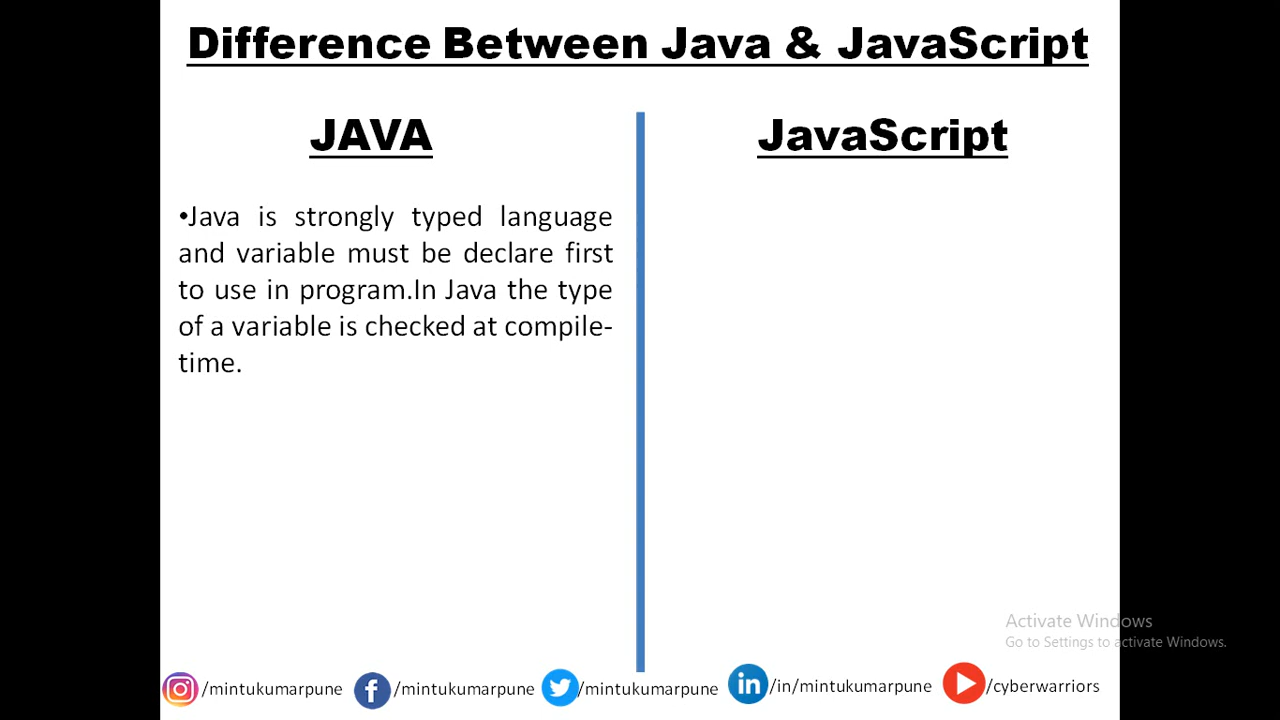 Difference Between Java & JavaScript
JAVA
•Java is strongly typed language
and variable must be declare first
to use in program.In Java the type
of a variable is checked at compile-
time.
JavaScript
Activate Windows
Go to Settings to activate Windows.
/mintukumarpune
/mintukumarpune
/mintukumarpune
in
/in/mintukumarpune
/cyberwarriors